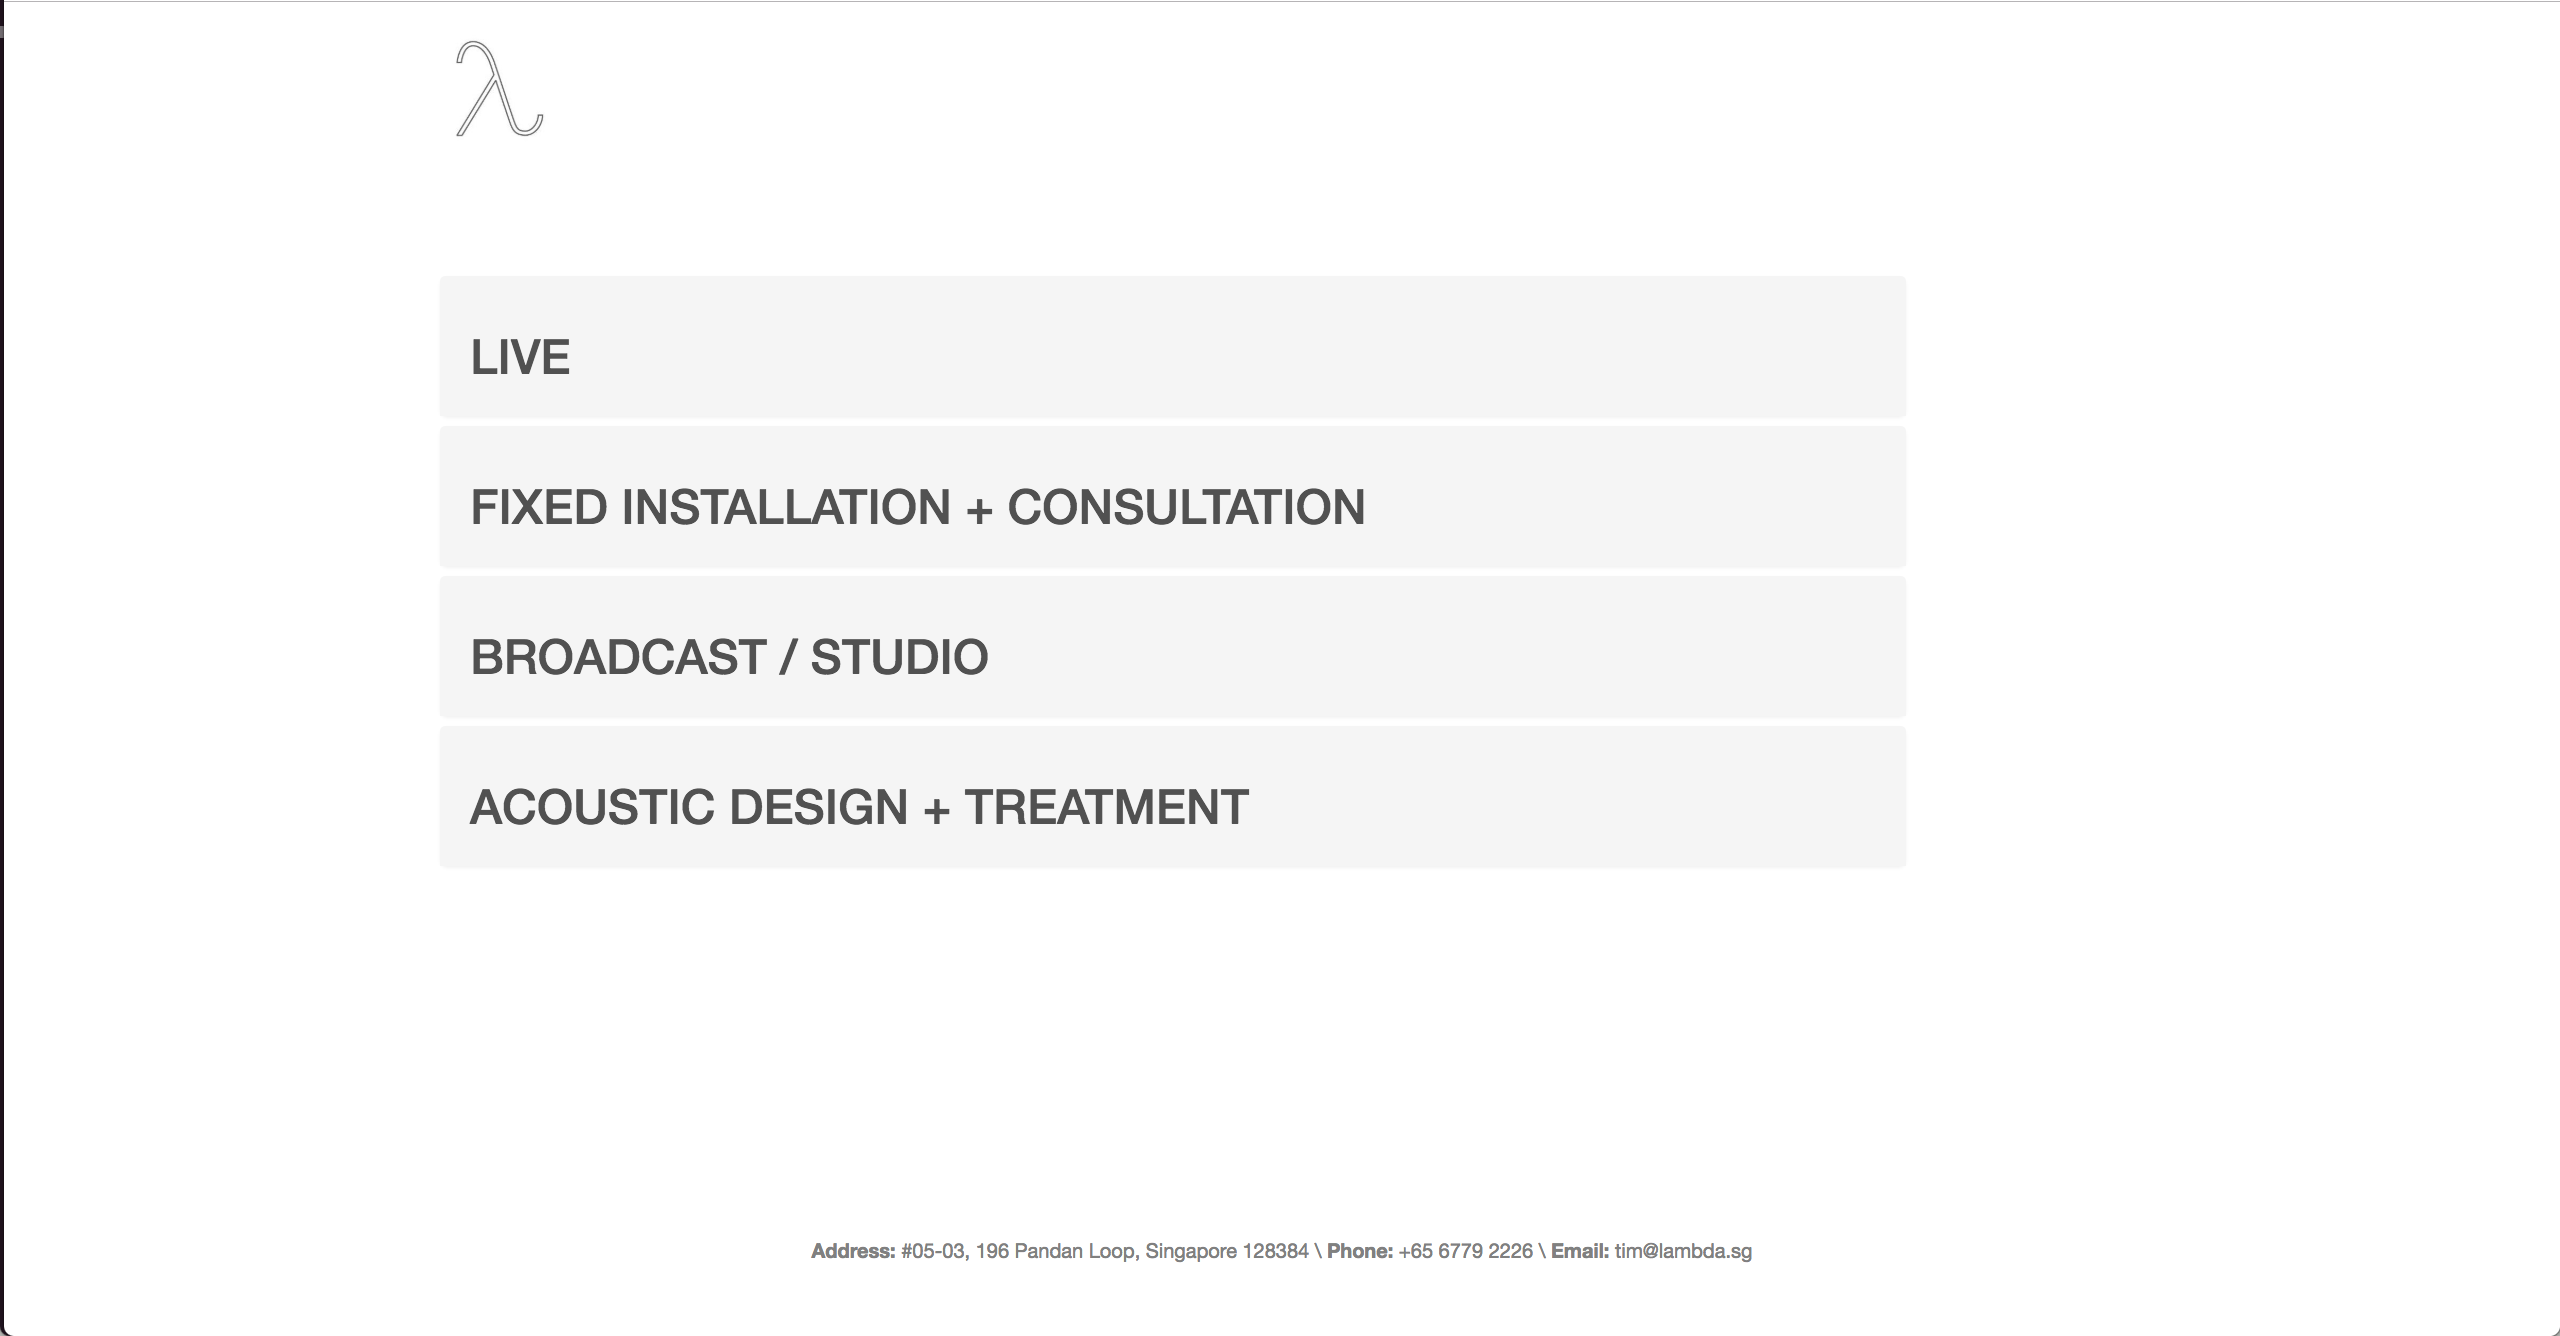 λ
LIVE
FIXED INSTALLATION + CONSULTATION
BROADCAST / STUDIO
ACOUSTIC DESIGN + TREATMENT
Address: #05-03, 196 Pandan Loop, Singapore 128384 \ Phone: +65 6779 2226 \ Email: tim@lambda.sg